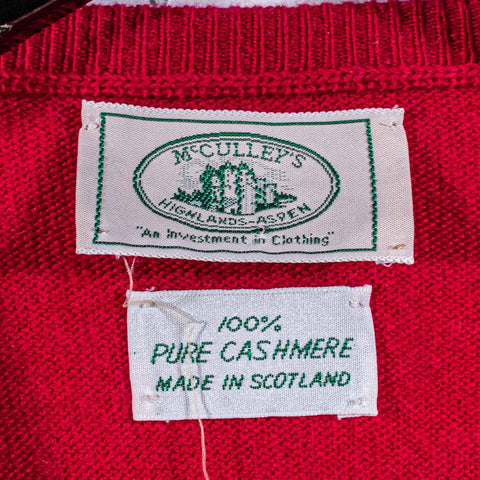 McCULLEY'S
HIGHLANDS-ASPEN
"An Investment in Clothing"
100%
PURE CASHMERE
MADE IN SCOTLAND